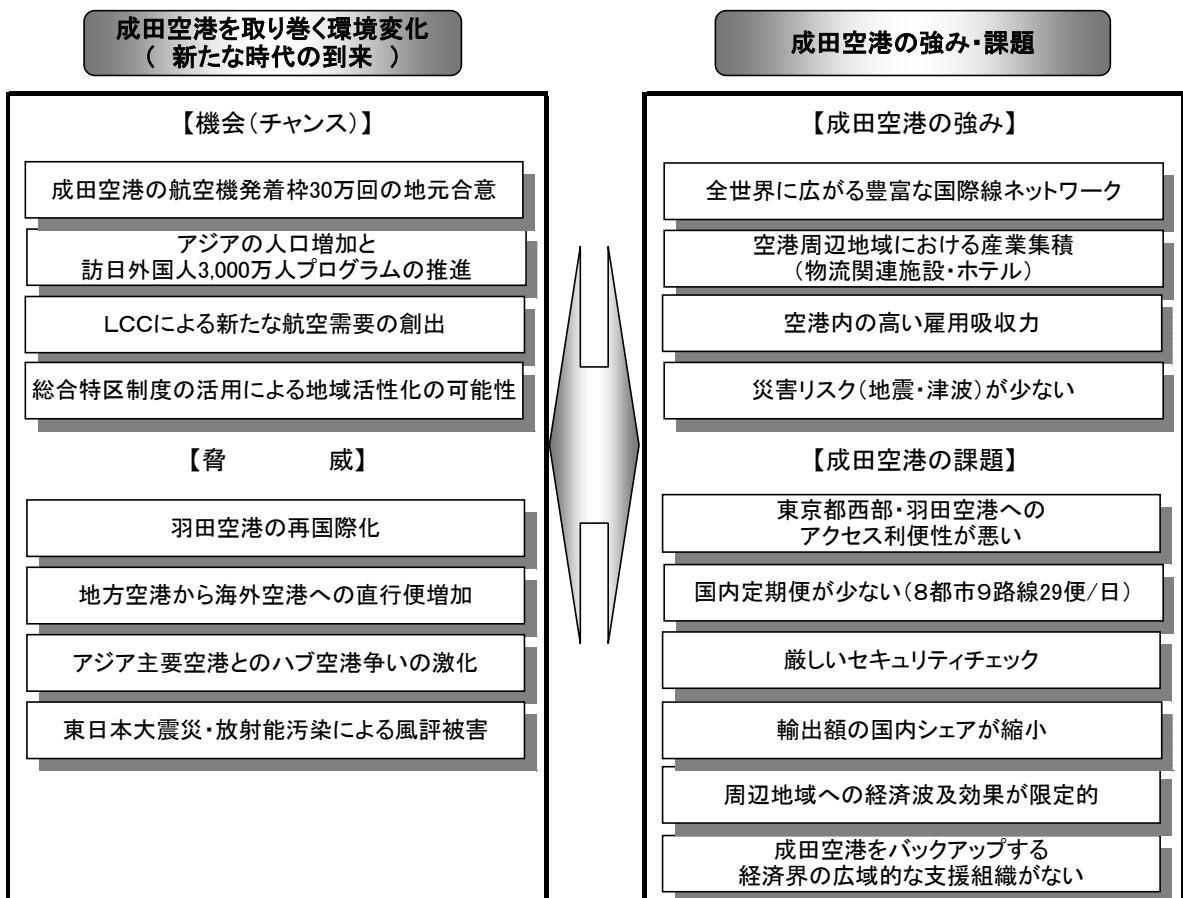 成田空港を取り巻く環境変化
( 新たな時代の到来 )
【機会(チャンス)】
成田空港の航空機発着枠30万回の地元合意
アジアの人口増加と
訪日外国人3,000万人プログラムの推進
LCCによる新たな航空需要の創出
総合特区制度の活用による地域活性化の可能性
【脅 威】
羽田空港の再国際化
地方空港から海外空港への直行便増加
アジア主要空港とのハブ空港争いの激化
東日本大震災・放射能汚染による風評被害
成田空港の強み・課題
【成田空港の強み】
全世界に広がる豊富な国際線ネットワーク
空港周辺地域における産業集積
(物流関連施設・ホテル)
空港内の高い雇用吸収力
災害リスク(地震・津波)が少ない
【成田空港の課題】
東京都西部・羽田空港への
アクセス利便性が悪い
国内定期便が少ない(8都市9路線29便/日)
厳しいセキュリティチェック
輸出額の国内シェアが縮小
周辺地域への経済波及効果が限定的
成田空港をバックアップする
経済界の広域的な支援組織がない